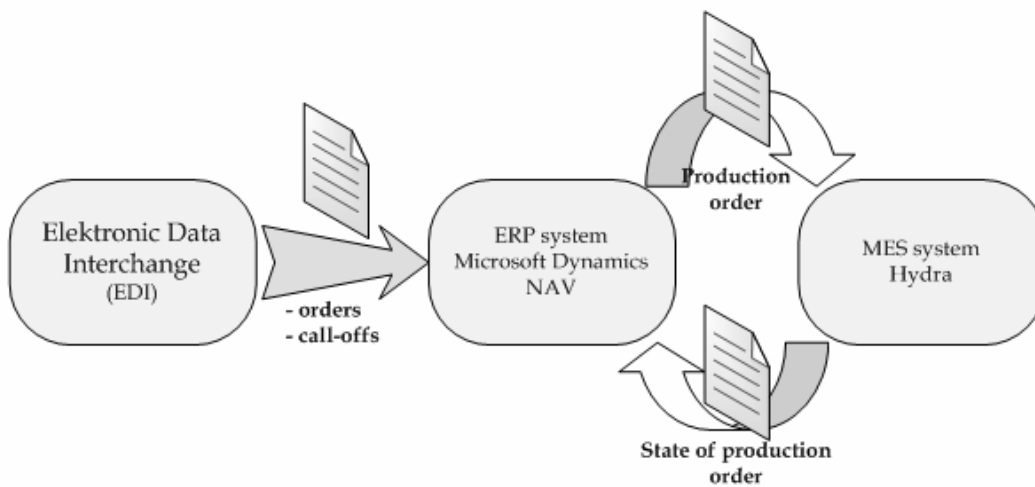 Elektronic Data
Interchange
(EDI)
- orders
- call-offs
ERP system
Microsoft Dynamics
NAV
Production
order
MES system
Hydra
State of production
order